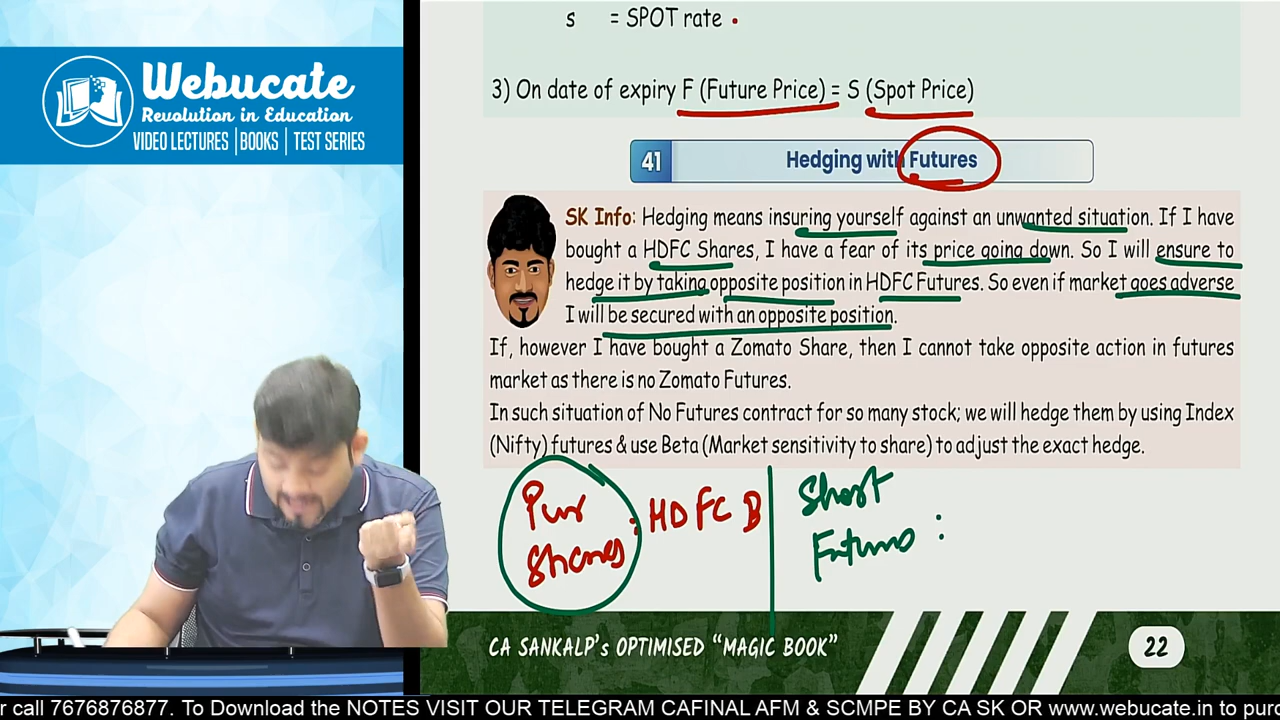 s = SPOT rate
Webucate
Revolution in Education
VIDEO LECTURES | BOOKS | TEST SERIES
3) On date of expiry F (Future Price) = S (Spot Price)
41 Hedging with Futures
SK Info: Hedging means insuring yourself against an unwanted situation. If I have
bought a HDFC Shares, I have a fear of its price going down. So I will ensure to
hedge it by taking opposite position in HDFC Futures. So even if market goes adverse
I will be secured with an opposite position.
If, however I have bought a Zomato Share, then I cannot take opposite action in futures
market as there is no Zomato Futures.
In such situation of No Futures contract for so many stock; we will hedge them by using Index
(Nifty) futures & use Beta (Market sensitivity to share) to adjust the exact hedge.
Pur
Shares : HDFC B
Short
Futures :
CA SANKALP's OPTIMISED "MAGIC BOOK"
22
r call 7676876877. To Download the NOTES VISIT OUR TELEGRAM CAFINAL AFM & SCMPE BY CA SK OR www.webucate.in to purc